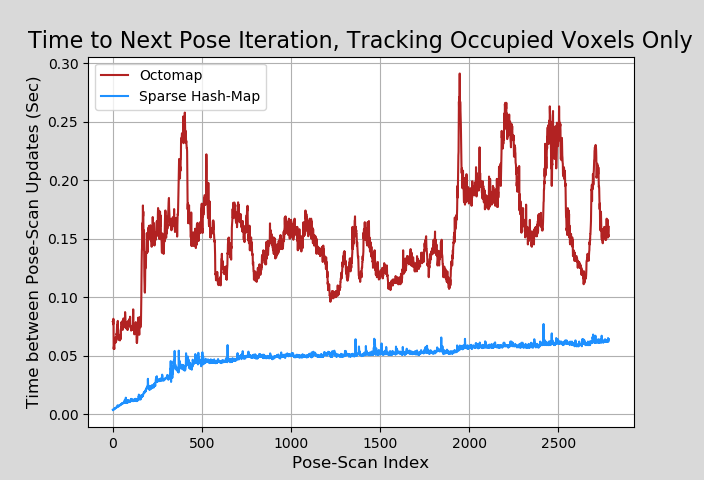 Time to Next Pose Iteration, Tracking Occupied Voxels Only
Octomap
Sparse Hash-Map
Time between Pose-Scan Updates (Sec)
0.30
0.25
0.20
0.15
0.10
0.05
0.00
0
500
1000
1500
2000
2500
Pose-Scan Index